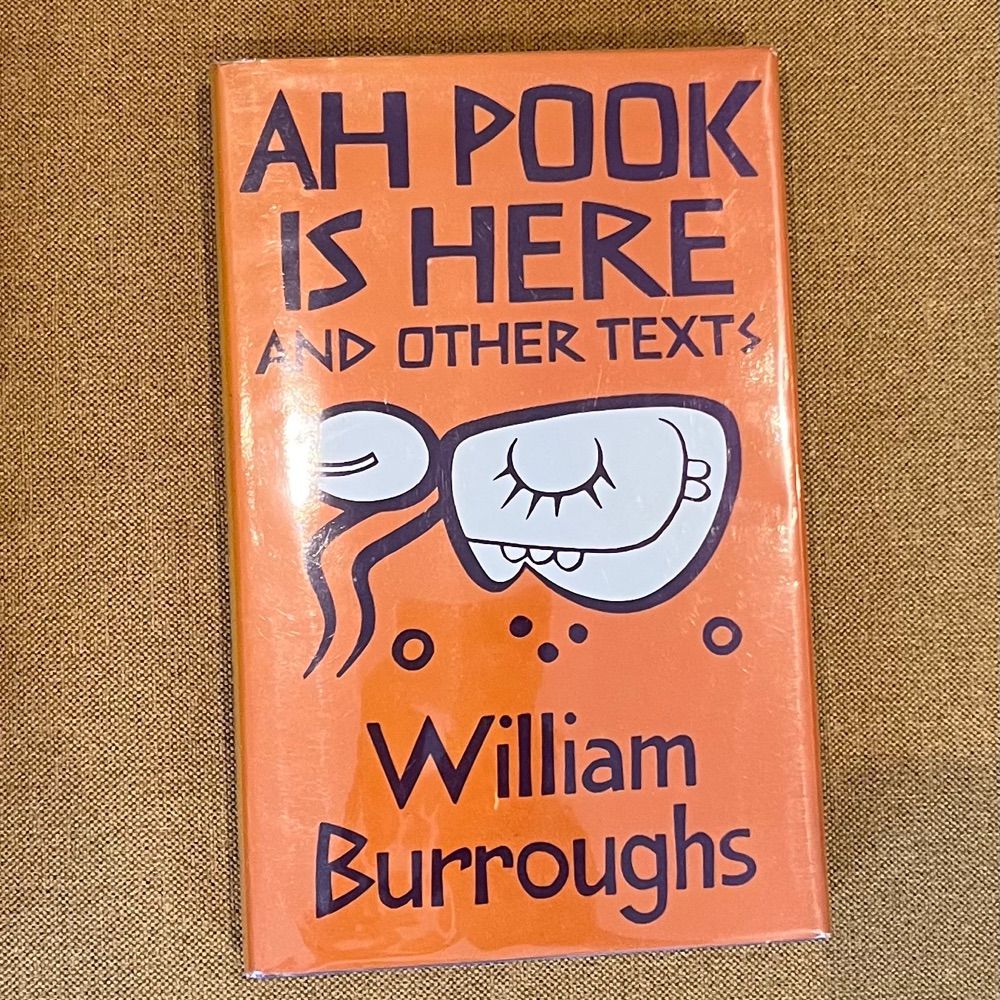 AH POOK
IS HERE
AND OTHER TEXTS
William
Burroughs